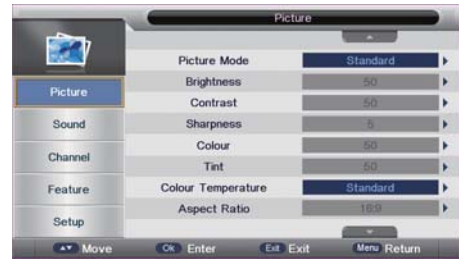 Picture
Picture Mode Standard
Brightness 50
Contrast 50
Sharpness 5
Colour 50
Tint 50
Colour Temperature Standard
Aspect Ratio 16:9
Picture
Sound
Channel
Feature
Setup
Move Ok Enter Exit Exit Menu Return